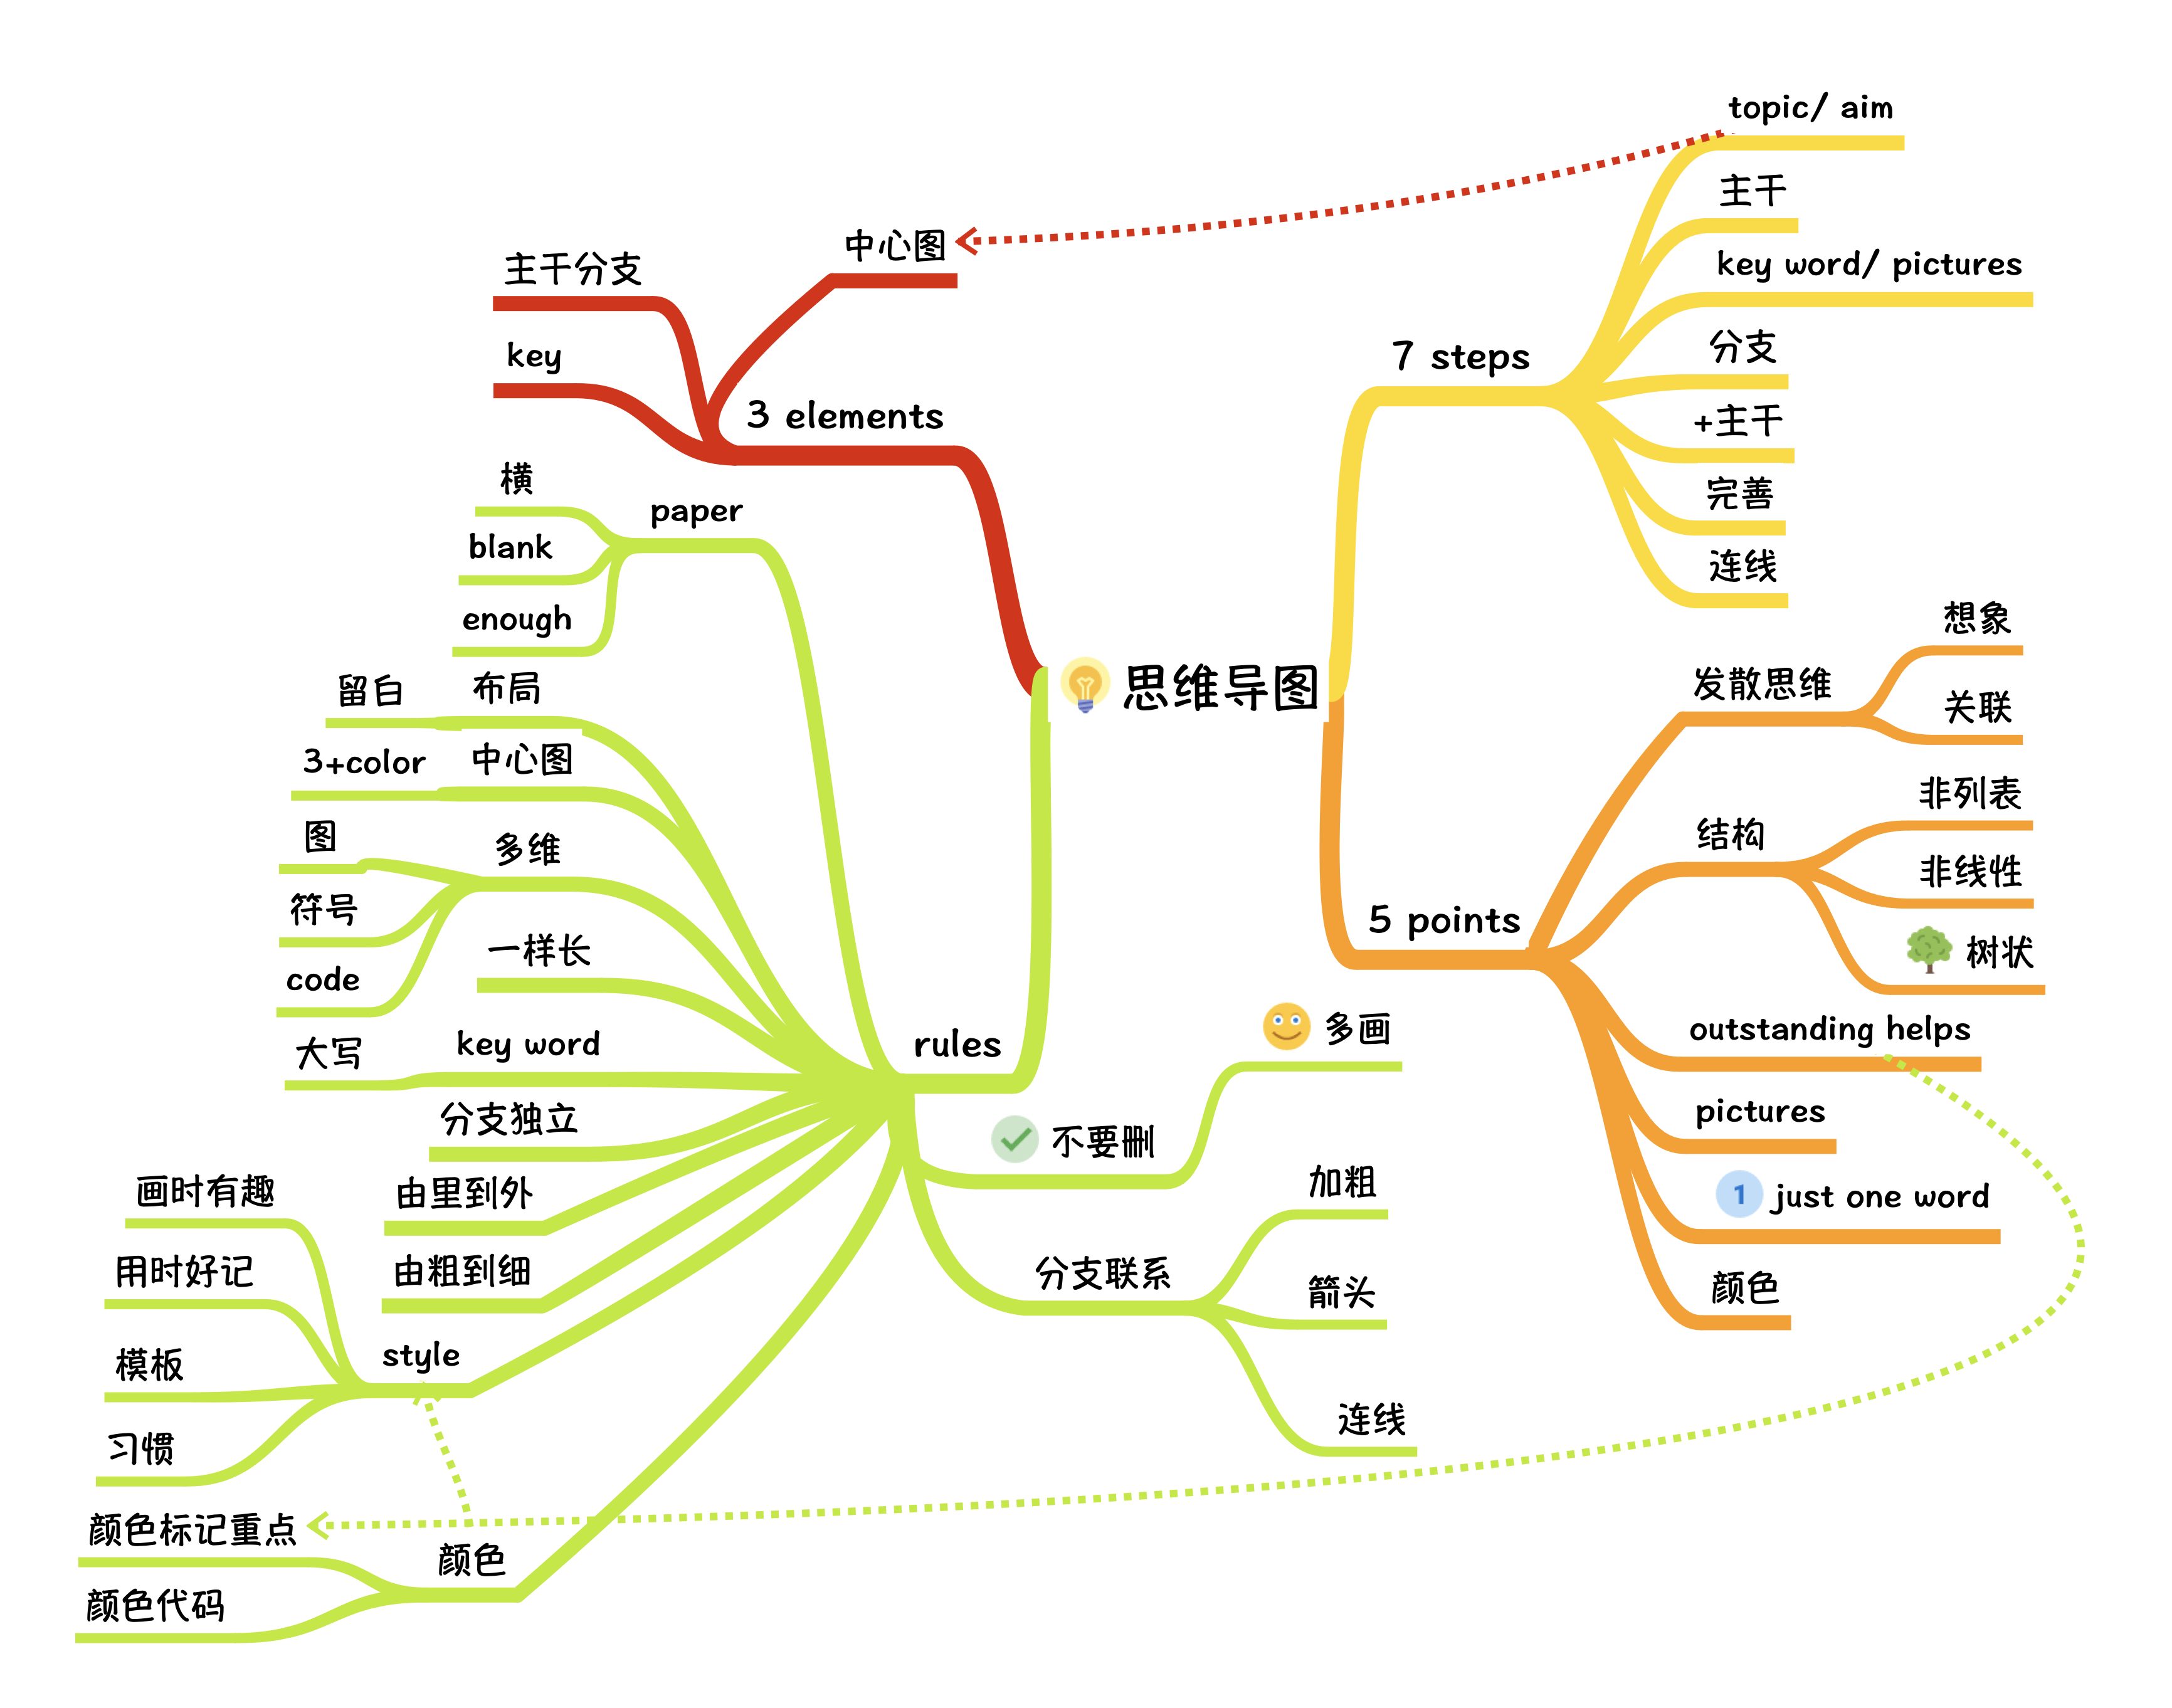 思维导图
7 steps
topic/ aim
主干
key word/ pictures
分支
+主干
完善
连线
5 points
发散思维
想象
关联
结构
非列表
非线性
树状
outstanding helps
pictures
1
just one word
颜色
3 elements
中心图
主干分支
key
rules
paper
横
blank
enough
布局
留白
中心图
3+color
多维
图
符号
code
一样长
key word
大写
分支独立
由里到外
由粗到细
style
画时有趣
用时好记
模板
习惯
颜色
颜色标记重点
颜色代码
不要删
多画
分支联系
加粗
箭头
连线